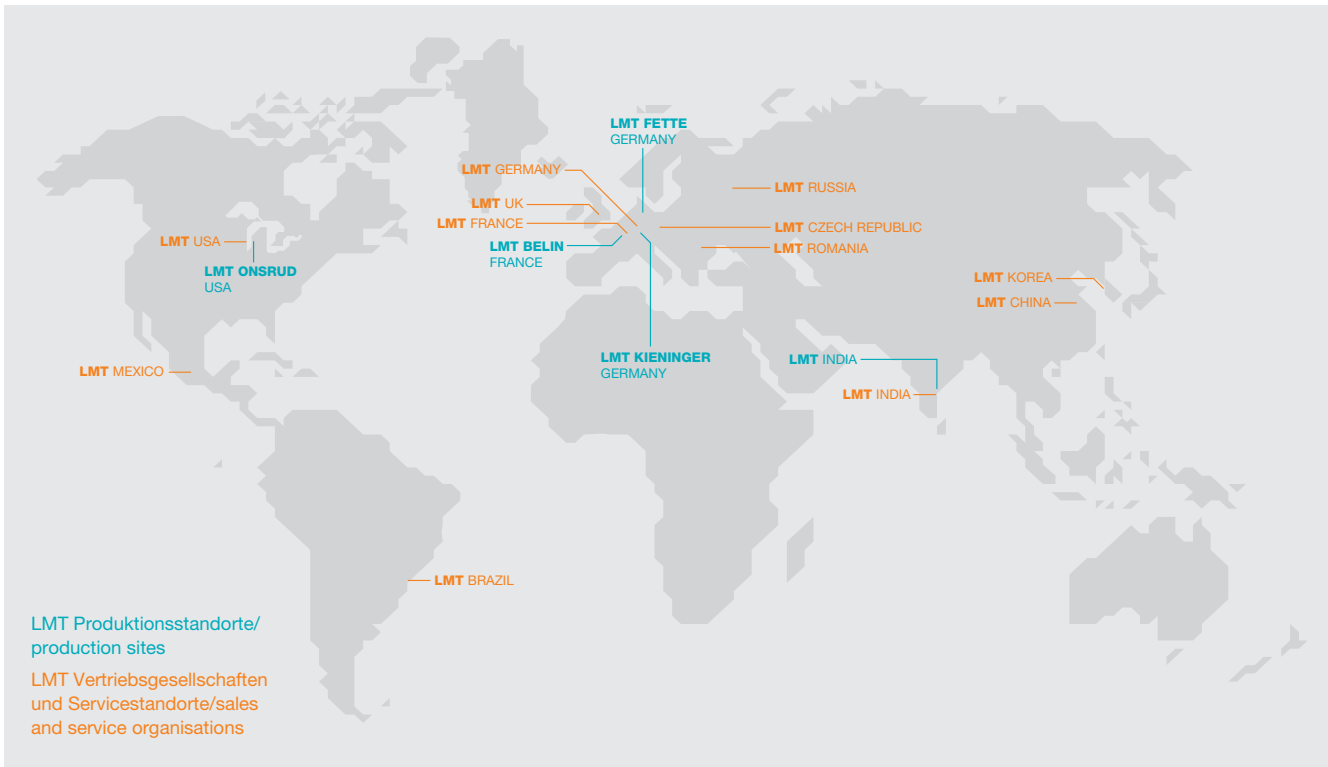 LMT FETTE
GERMANY
LMT GERMANY
LMT RUSSIA
LMT UK
LMT FRANCE
LMT CZECH REPUBLIC
LMT BELIN
FRANCE
LMT ROMANIA
LMT USA
LMT ONSRUD
USA
LMT KOREA
LMT CHINA
LMT KIENINGER
GERMANY
LMT INDIA
LMT MEXICO
LMT INDIA
LMT BRAZIL
LMT Produktionsstandorte/
production sites
LMT Vertriebsgesellschaften
und Servicestandorte/sales
and service organisations